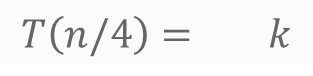 T(n/4) = k